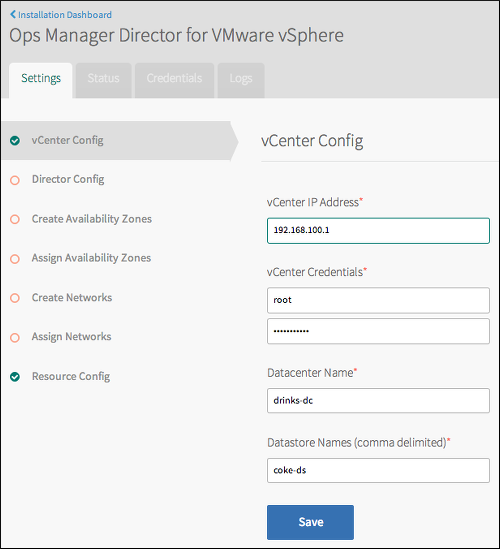 Installation Dashboard
Ops Manager Director for VMware vSphere
Settings
Status
Credentials
Logs
vCenter Config
Director Config
Create Availability Zones
Assign Availability Zones
Create Networks
Assign Networks
Resource Config
vCenter Config
vCenter IP Address*
192.168.100.1
vCenter Credentials*
root
•••••••••••
Datacenter Name*
drinks-dc
Datastore Names (comma delimited)*
coke-ds
Save